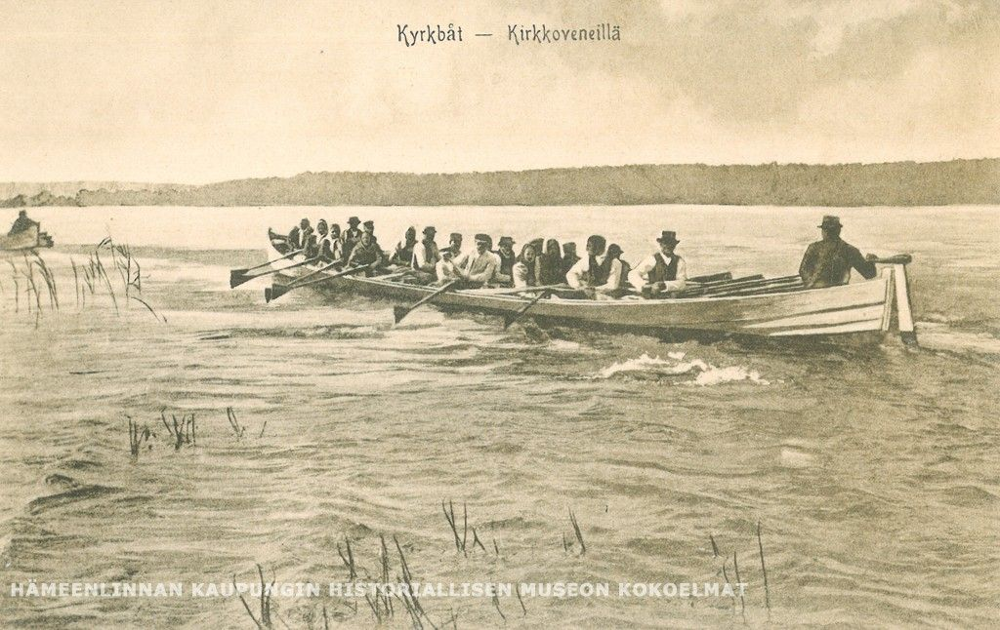 Kyrkbåt — Kirkkoveneillä
HÄMEENLINNAN KAUPUNGIN HISTORIALLISEN MUSEON KOKOELMAT